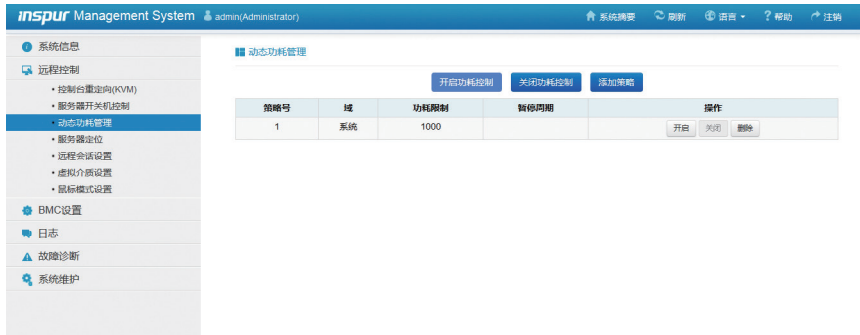 inspur Management System admin(Administrator) 系统摘要 刷新 语言 ? 帮助 注销
系统信息
远程控制
• 控制台重定向(KVM)
• 服务器开关机控制
• 动态功耗管理
• 服务器定位
• 远程会话设置
• 虚拟介质设置
• 鼠标模式设置
BMC设置
日志
故障诊断
系统维护
动态功耗管理
开启功耗控制 关闭功耗控制 添加策略
策略号 域 功耗限制 暂停周期 操作
1 系统 1000 开启 关闭 删除